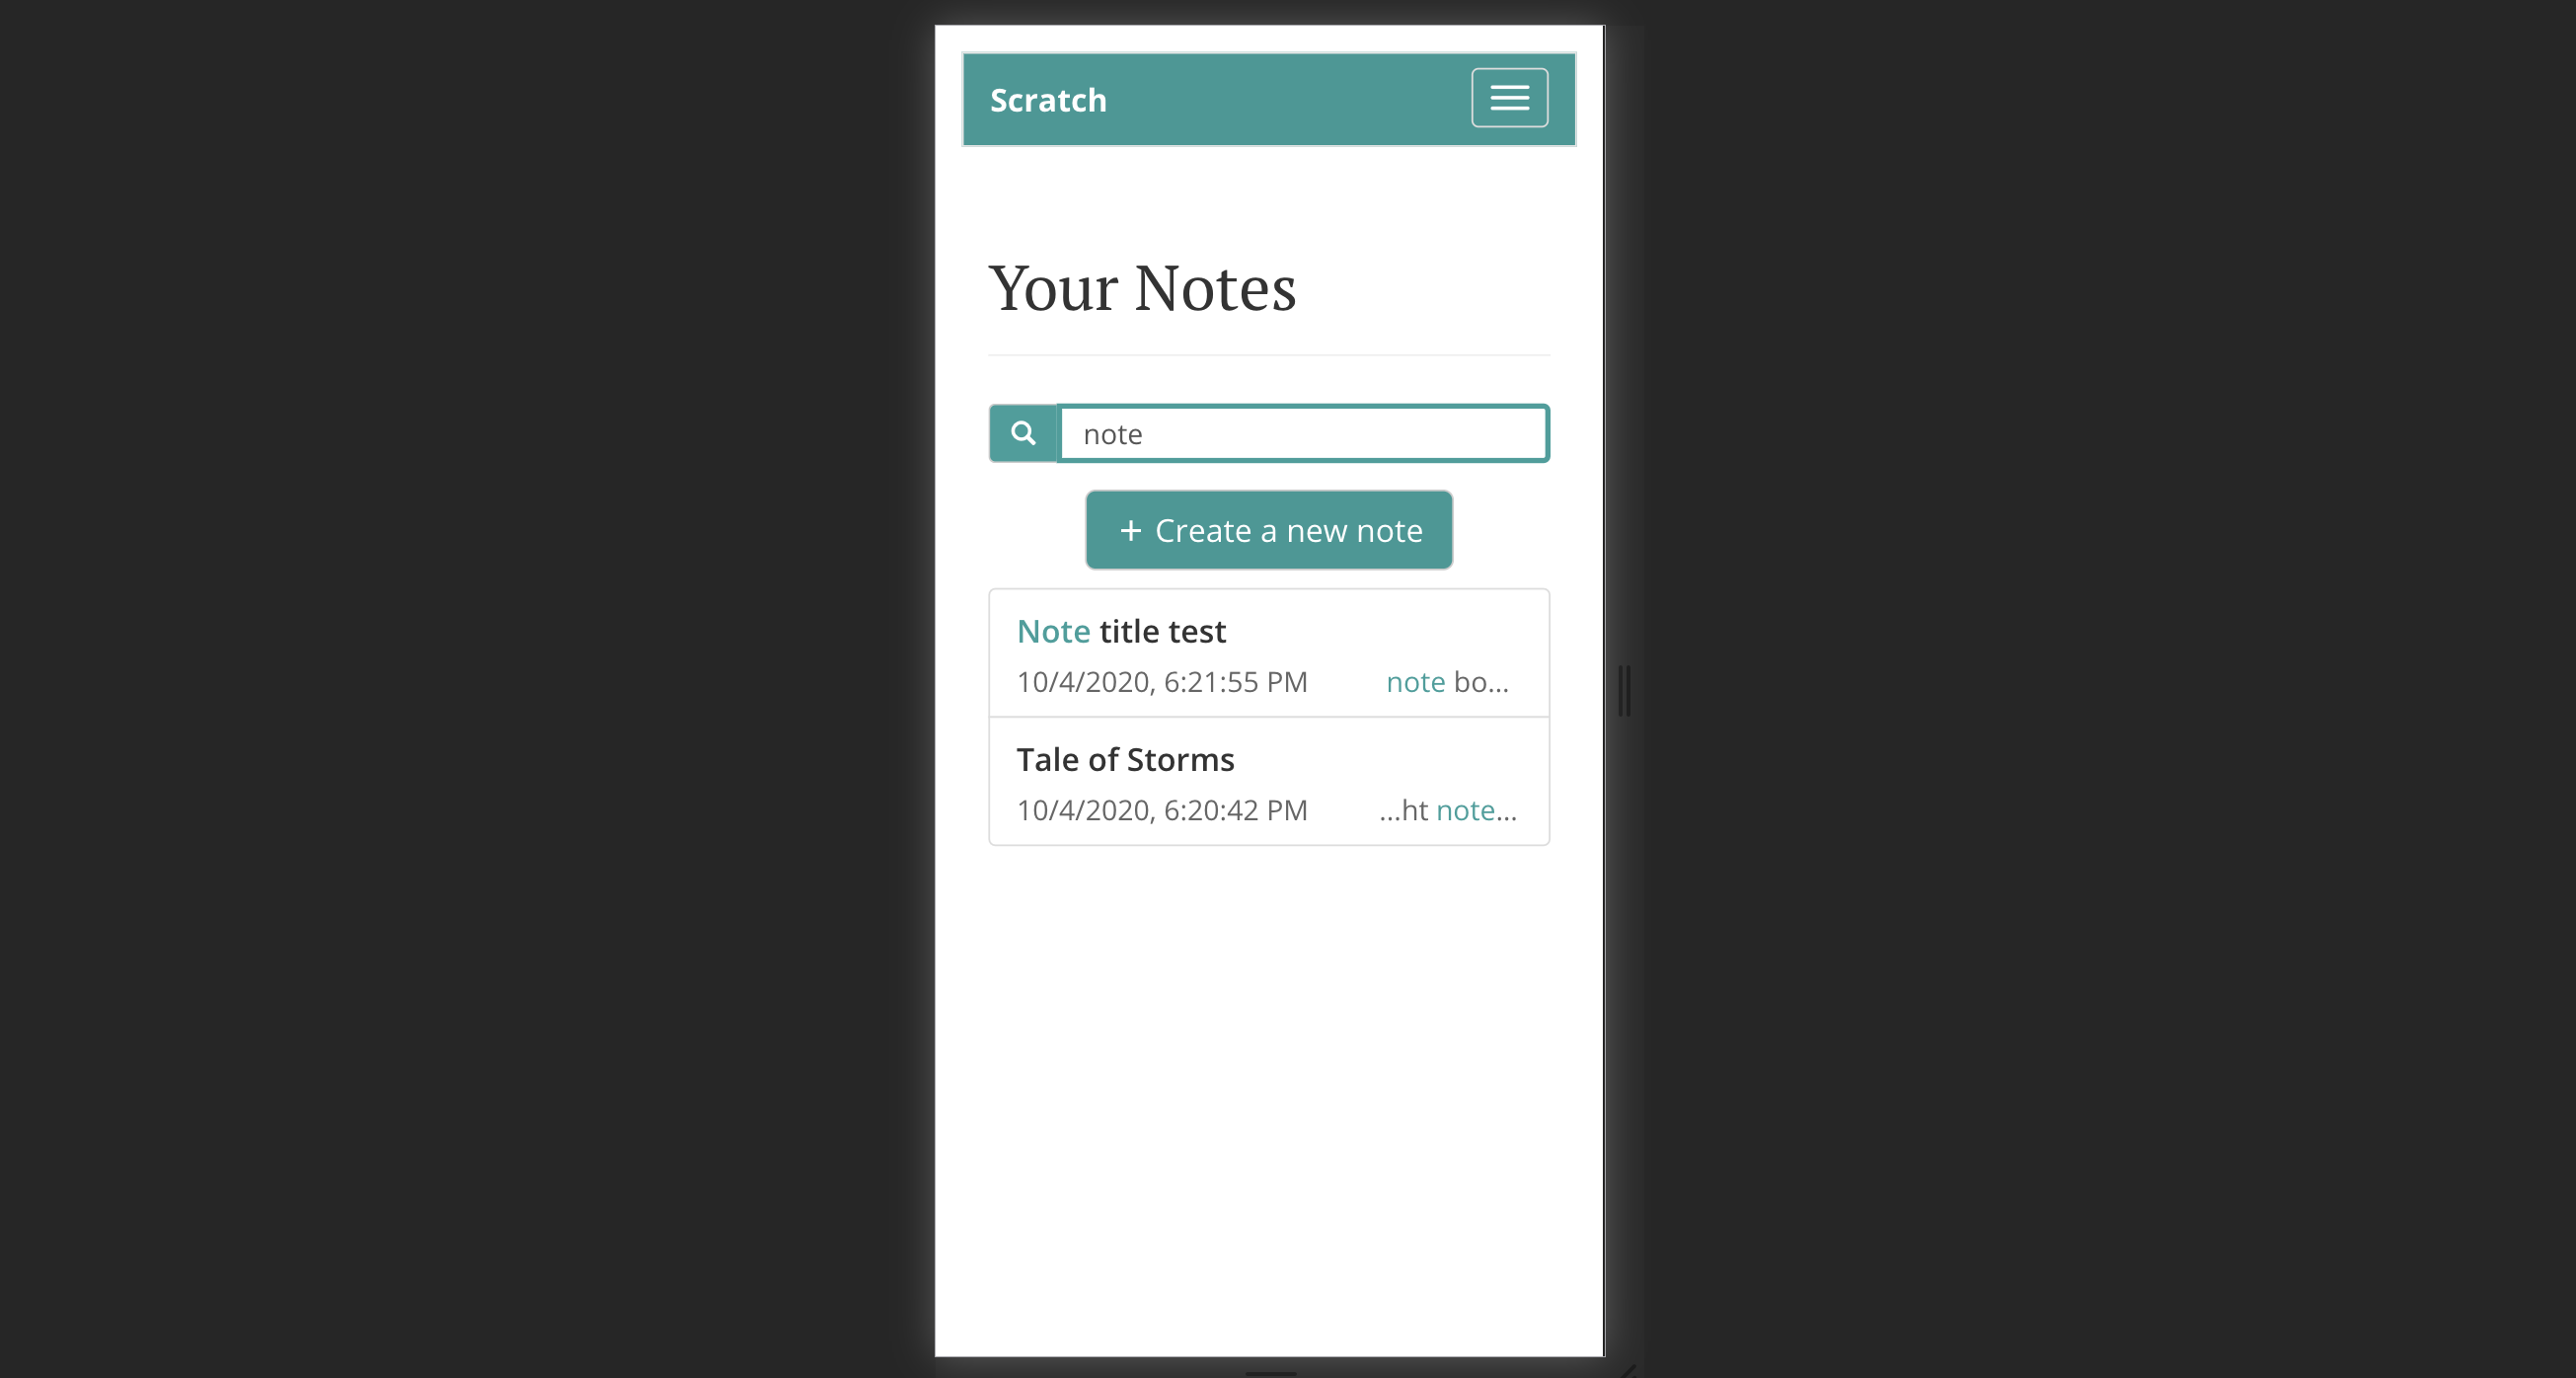 Scratch
Your Notes
note
+ Create a new note
Note title test
10/4/2020, 6:21:55 PM note bo...
Tale of Storms
10/4/2020, 6:20:42 PM ...ht note...